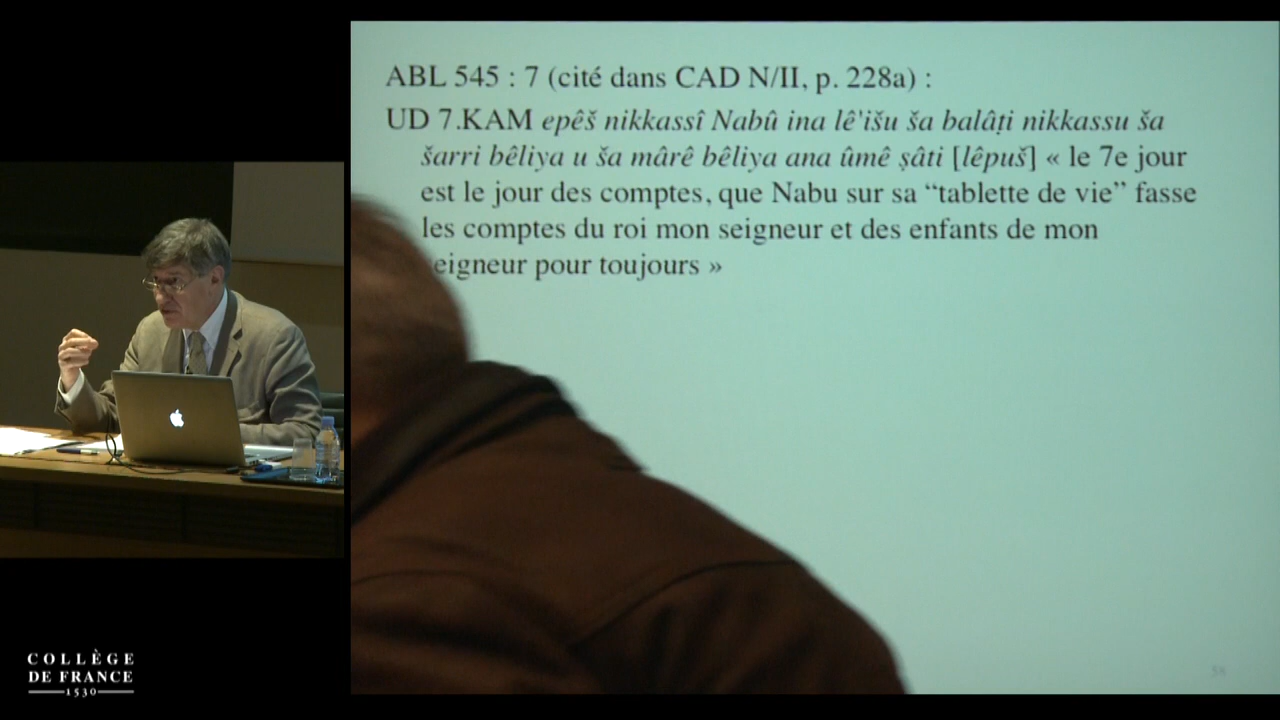 ABL 545 : 7 (cité dans CAD N/II, p. 228a) :
UD 7.KAM epêš nikkassî Nabû ina lê'išu ša balâṭi nikkassu ša
šarri bêliya u ša mârê bêliya ana ûmê ṣâti [lêpuš] « le 7e jour
est le jour des comptes, que Nabu sur sa “tablette de vie” fasse
les comptes du roi mon seigneur et des enfants de mon
eigneur pour toujours »
COLLÈGE
DE FRANCE
1530